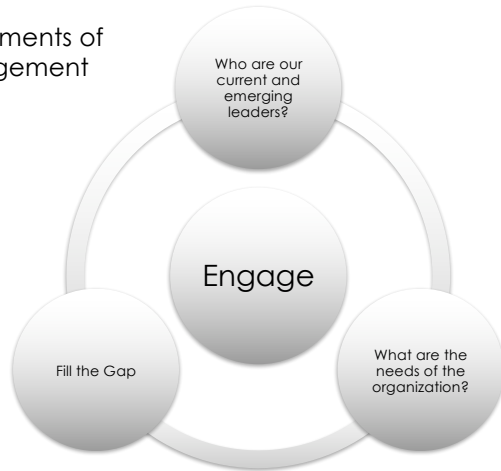 ments of
gement
Who are our
current and
emerging
leaders?
Engage
Fill the Gap
What are the
needs of the
organization?